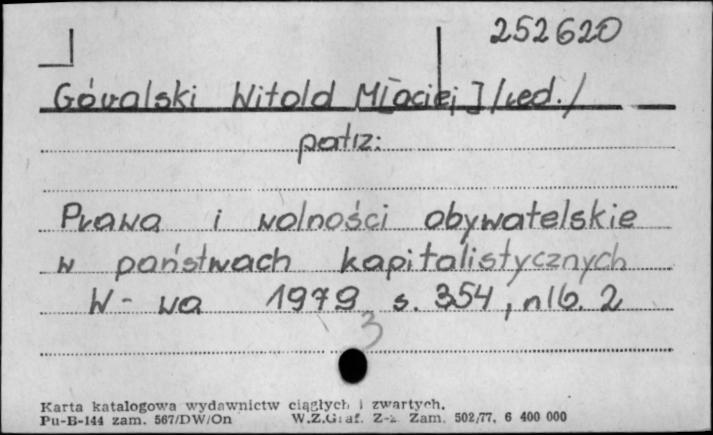 252620
Góralski Witold M[aciej] /red./
patrz:
Prawa i wolności obywatelskie
w państwach kapitalistycznych
W-wa 1979 s. 354, nlb. 2
3
Karta katalogowa wydawnictw ciągłych i zwartych.
Pu-B-144 zam. 567/DW/On W.Z.Graf. Z-2 Zam. 502/77. 6 400 000